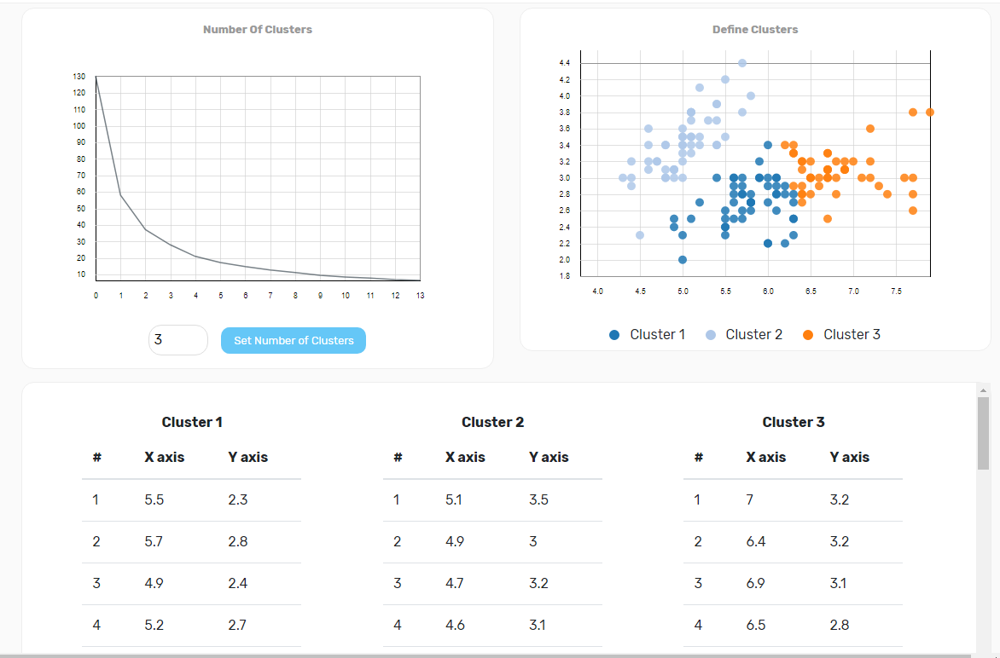 Number Of Clusters
130
120
110
100
90
80
70
60
50
40
30
20
10
0 1 2 3 4 5 6 7 8 9 10 11 12 13
3 Set Number of Clusters
Define Clusters
4.4
4.2
4.0
3.8
3.6
3.4
3.2
3.0
2.8
2.6
2.4
2.2
2.0
1.8
4.0 4.5 5.0 5.5 6.0 6.5 7.0 7.5
Cluster 1 Cluster 2 Cluster 3
Cluster 1
# X axis Y axis
1 5.5 2.3
2 5.7 2.8
3 4.9 2.4
4 5.2 2.7
Cluster 2
# X axis Y axis
1 5.1 3.5
2 4.9 3
3 4.7 3.2
4 4.6 3.1
Cluster 3
# X axis Y axis
1 7 3.2
2 6.4 3.2
3 6.9 3.1
4 6.5 2.8